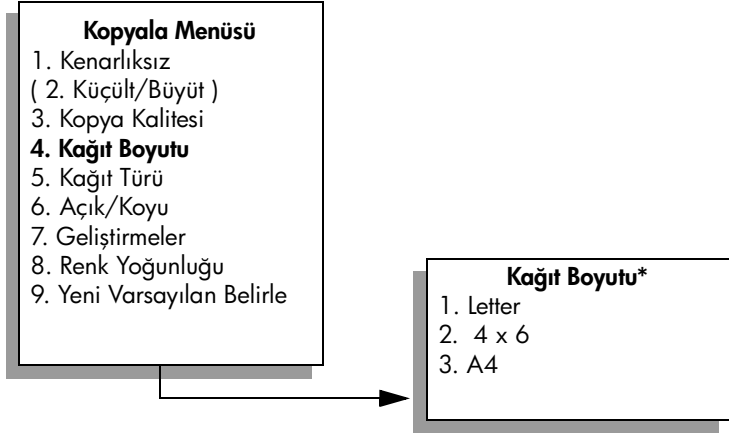 Kopyala Menüsü
1. Kenarlıksız
( 2. Küçült/Büyüt )
3. Kopya Kalitesi
4. Kağıt Boyutu
5. Kağıt Türü
6. Açık/Koyu
7. Geliştirmeler
8. Renk Yoğunluğu
9. Yeni Varsayılan Belirle
Kağıt Boyutu*
1. Letter
2. 4 x 6
3. A4